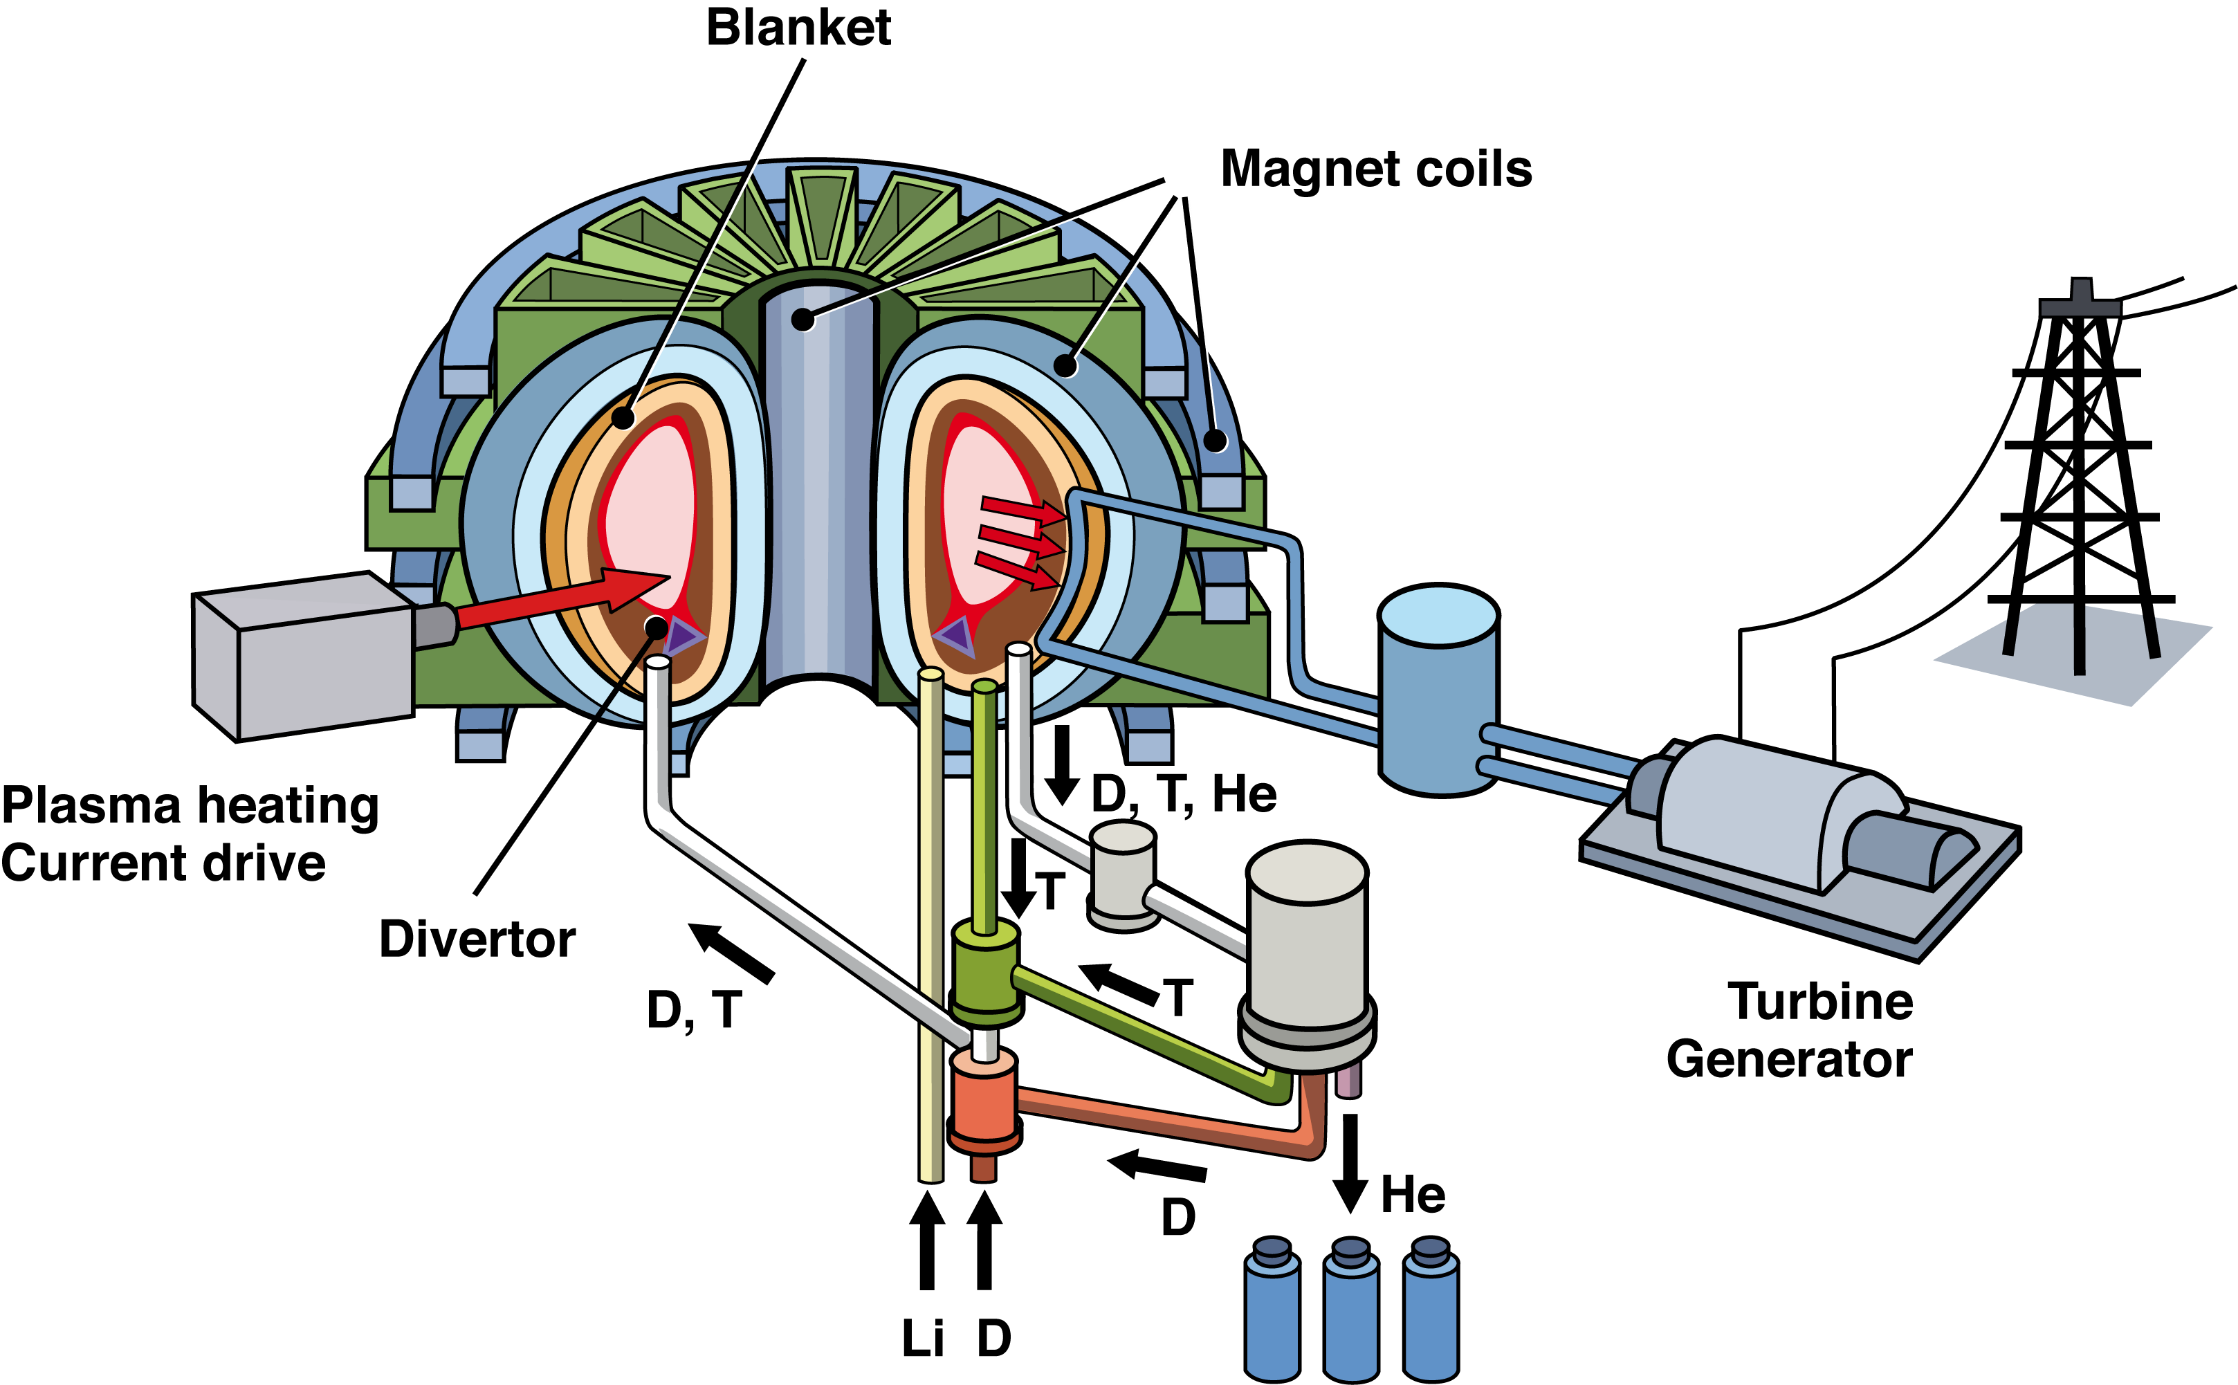 Blanket
Magnet coils
Plasma heating
Current drive
Divertor
D, T, He
T
D, T
T
Turbine
Generator
D
He
Li
D